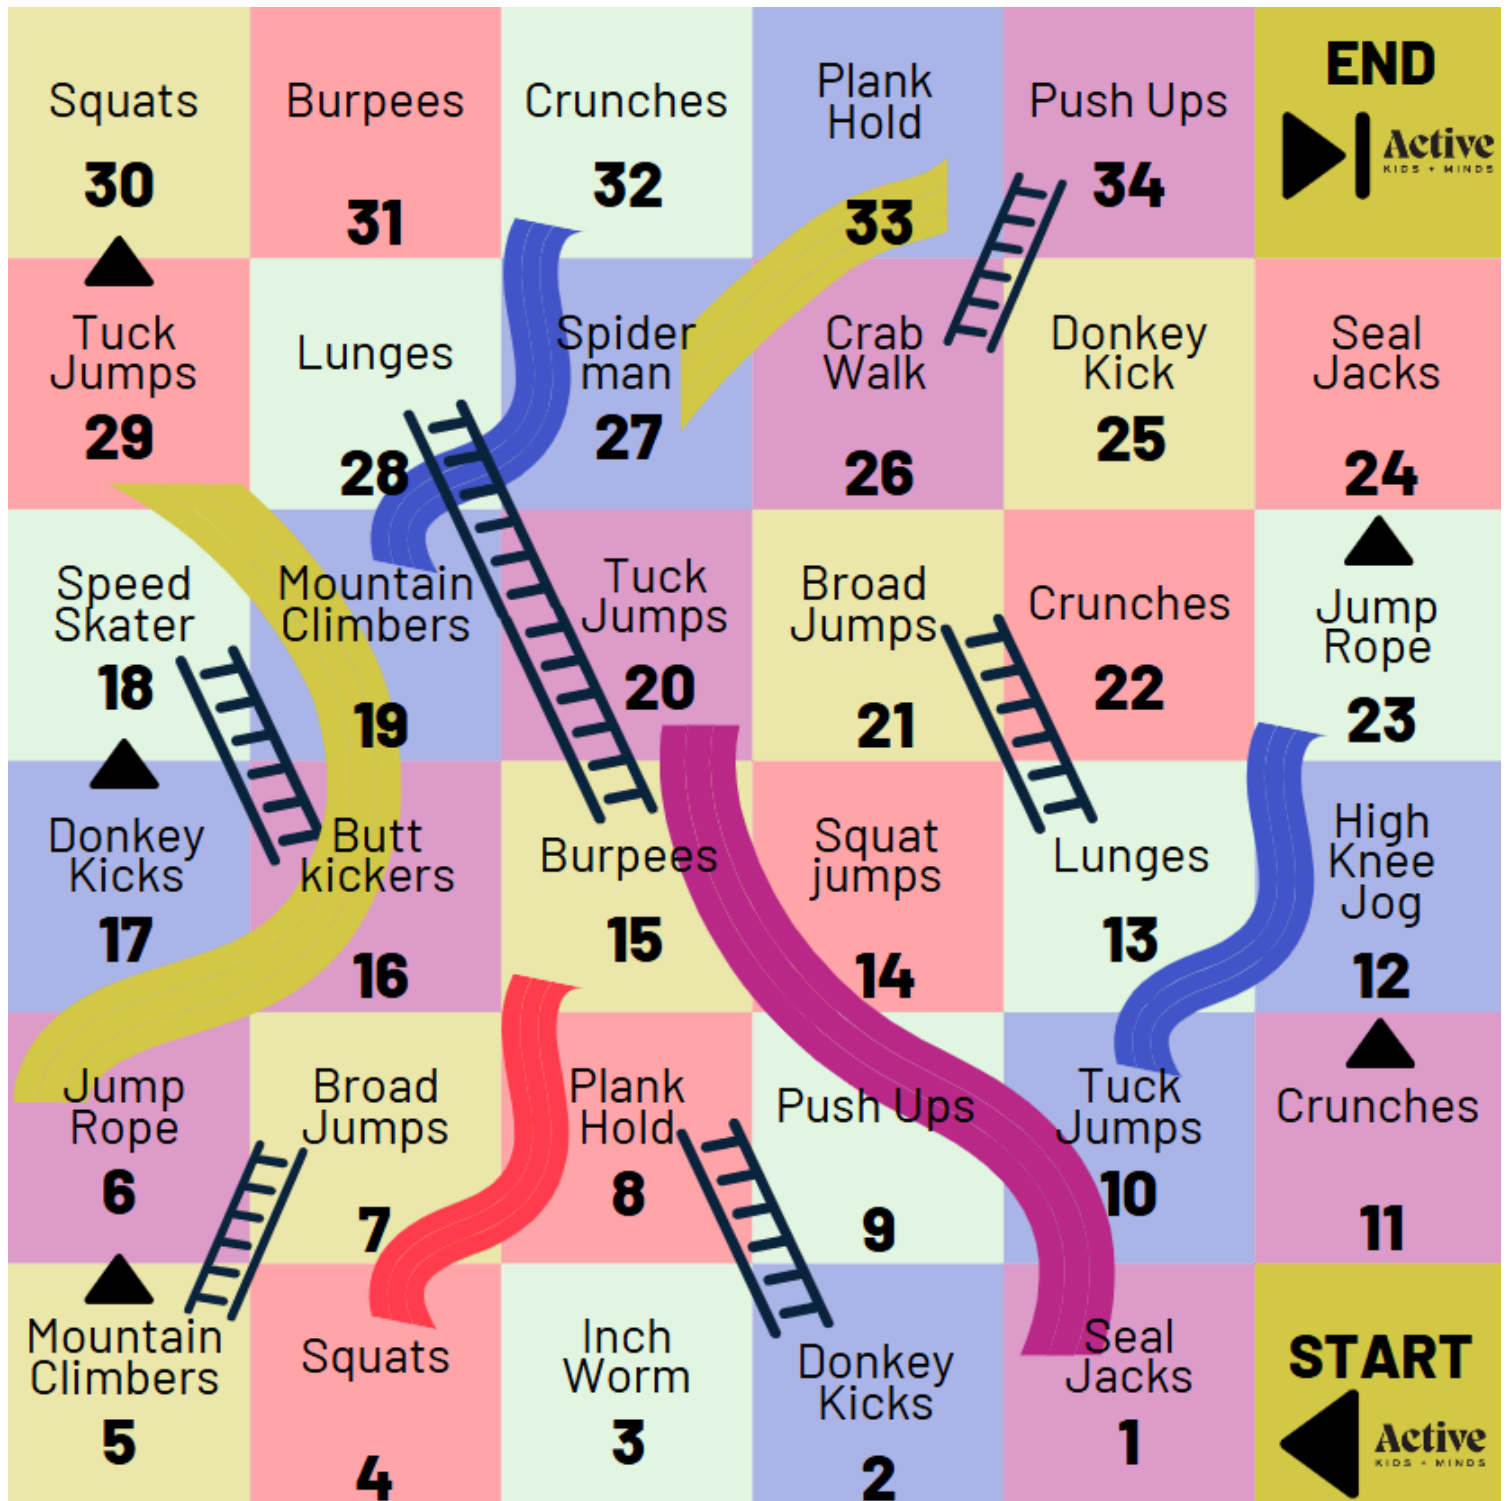 Squats
30
Burpees
31
Crunches
32
Plank
Hold
33
Push Ups
34
END
Active
KIDS + MINDS
Tuck
Jumps
29
Lunges
28
Spider
man
27
Crab
Walk
26
Donkey
Kick
25
Seal
Jacks
24
Speed
Skater
18
Mountain
Climbers
19
Tuck
Jumps
20
Broad
Jumps
21
Crunches
22
Jump
Rope
23
Donkey
Kicks
17
Butt
kickers
16
Burpees
15
Squat
jumps
14
Lunges
13
High
Knee
Jog
12
Jump
Rope
6
Broad
Jumps
7
Plank
Hold
8
Push Ups
9
Tuck
Jumps
10
Crunches
11
Mountain
Climbers
5
Squats
4
Inch
Worm
3
Donkey
Kicks
2
Seal
Jacks
1
START
Active
KIDS + MINDS